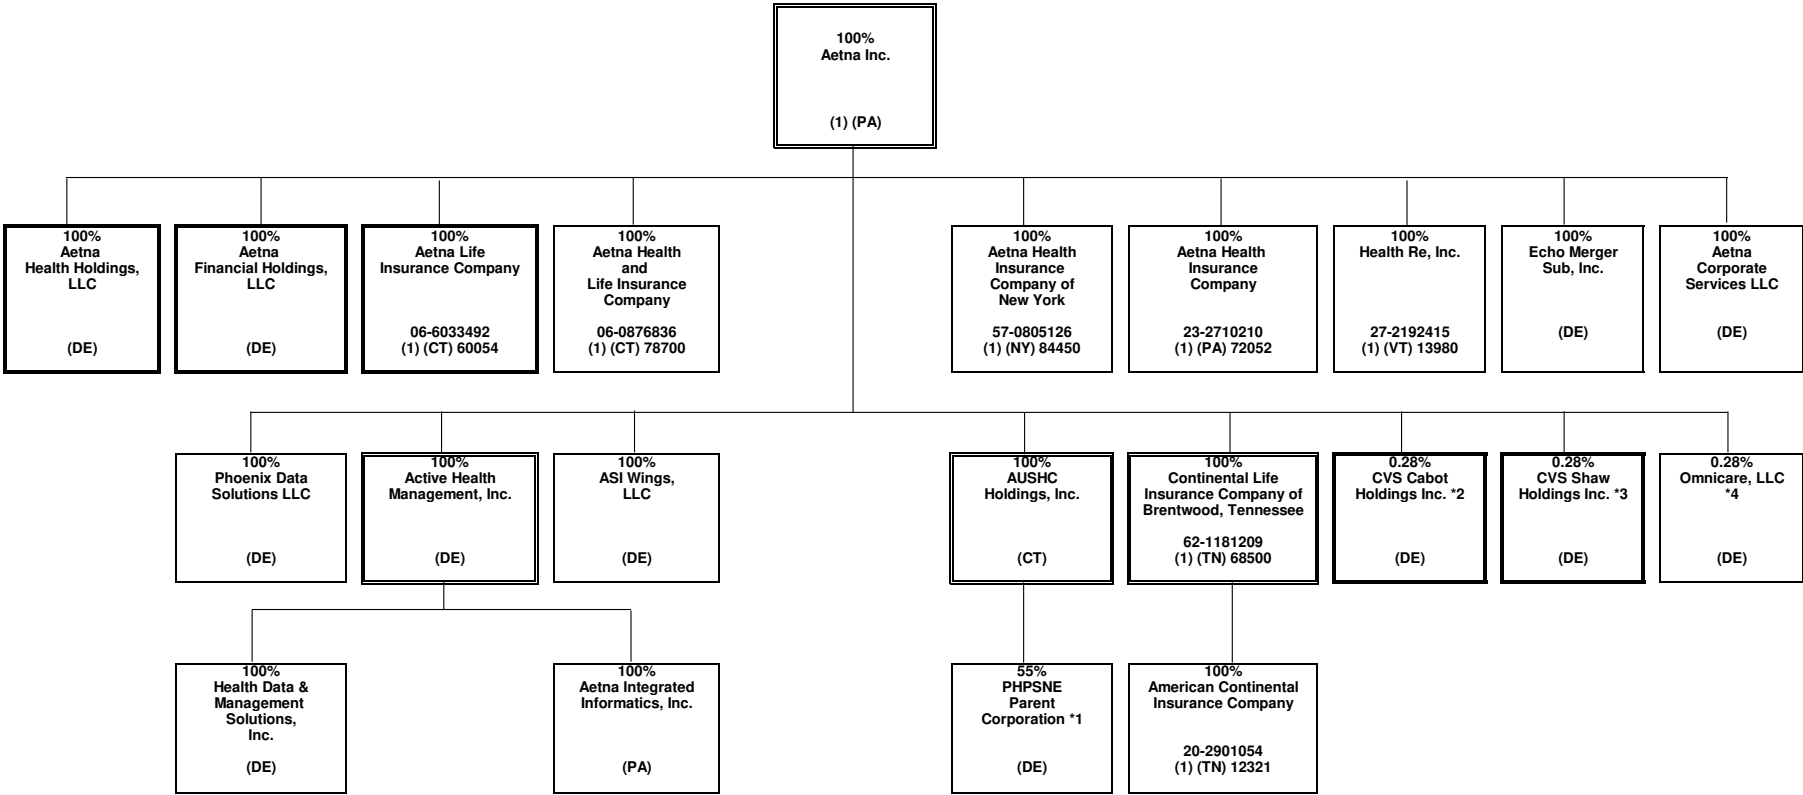 100%
Aetna Inc.
(1) (PA)
100%
Aetna
Health Holdings,
LLC
(DE)
100%
Aetna
Financial Holdings,
LLC
(DE)
100%
Aetna Life
Insurance Company
06-6033492
(1) (CT) 60054
100%
Aetna Health
and
Life Insurance
Company
06-0876836
(1) (CT) 78700
100%
Aetna Health
Insurance
Company of
New York
57-0805126
(1) (NY) 84450
100%
Aetna Health
Insurance
Company
23-2710210
(1) (PA) 72052
100%
Health Re, Inc.
27-2192415
(1) (VT) 13980
100%
Echo Merger
Sub, Inc.
(DE)
100%
Aetna
Corporate
Services LLC
(DE)
100%
Phoenix Data
Solutions LLC
(DE)
100%
Active Health
Management, Inc.
(DE)
100%
ASI Wings,
LLC
(DE)
100%
AUSHC
Holdings, Inc.
(CT)
100%
Continental Life
Insurance Company of
Brentwood, Tennessee
62-1181209
(1) (TN) 68500
0.28%
CVS Cabot
Holdings Inc. *2
(DE)
0.28%
CVS Shaw
Holdings Inc. *3
(DE)
0.28%
Omnicare, LLC
*4
(DE)
100%
Health Data &
Management
Solutions,
Inc.
(DE)
100%
Aetna Integrated
Informatics, Inc.
(PA)
55%
PHPSNE
Parent
Corporation *1
(DE)
100%
American Continental
Insurance Company
20-2901054
(1) (TN) 12321